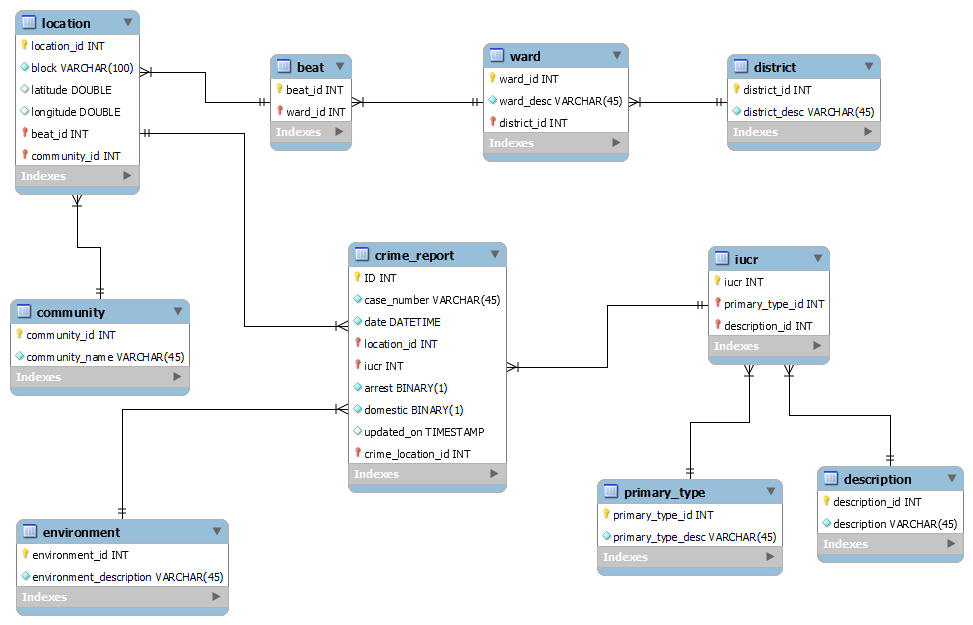 location
location_id INT
block VARCHAR(100)
latitude DOUBLE
longitude DOUBLE
beat_id INT
community_id INT
Indexes
beat
beat_id INT
ward_id INT
Indexes
ward
ward_id INT
ward_desc VARCHAR(45)
district_id INT
Indexes
district
district_id INT
district_desc VARCHAR(45)
Indexes
crime_report
ID INT
case_number VARCHAR(45)
date DATETIME
location_id INT
iucr INT
arrest BINARY(1)
domestic BINARY(1)
updated_on TIMESTAMP
crime_location_id INT
Indexes
iucr
iucr INT
primary_type_id INT
description_id INT
Indexes
community
community_id INT
community_name VARCHAR(45)
Indexes
environment
environment_id INT
environment_description VARCHAR(45)
Indexes
primary_type
primary_type_id INT
primary_type_desc VARCHAR(45)
Indexes
description
description_id INT
description VARCHAR(45)
Indexes